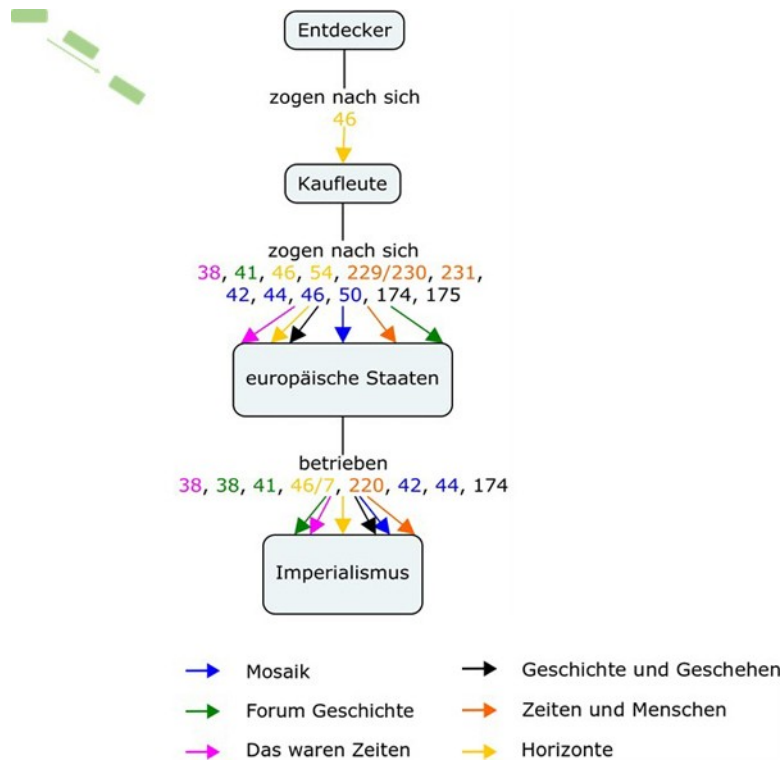 Entdecker
zogen nach sich
46
Kaufleute
zogen nach sich
38, 41, 46, 54, 229/230, 231,
42, 44, 46, 50, 174, 175
europäische Staaten
betrieben
38, 38, 41, 46/7, 220, 42, 44, 174
Imperialismus
Mosaik
Geschichte und Geschehen
Forum Geschichte
Zeiten und Menschen
Das waren Zeiten
Horizonte